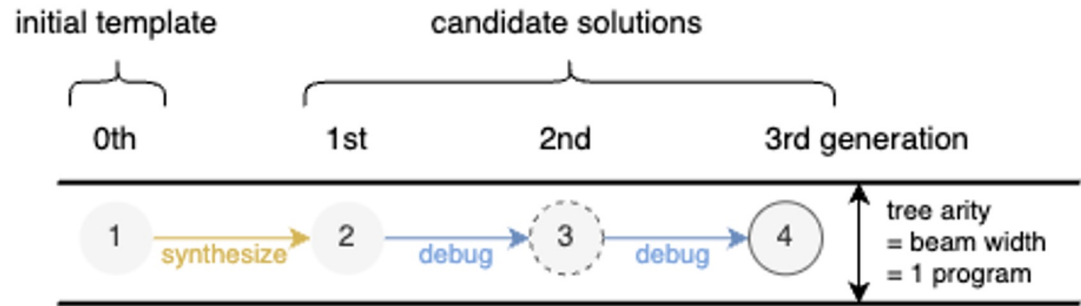 initial template
candidate solutions
0th
1st
2nd
3rd generation
1
synthesize
2
debug
3
debug
4
tree arity
= beam width
= 1 program